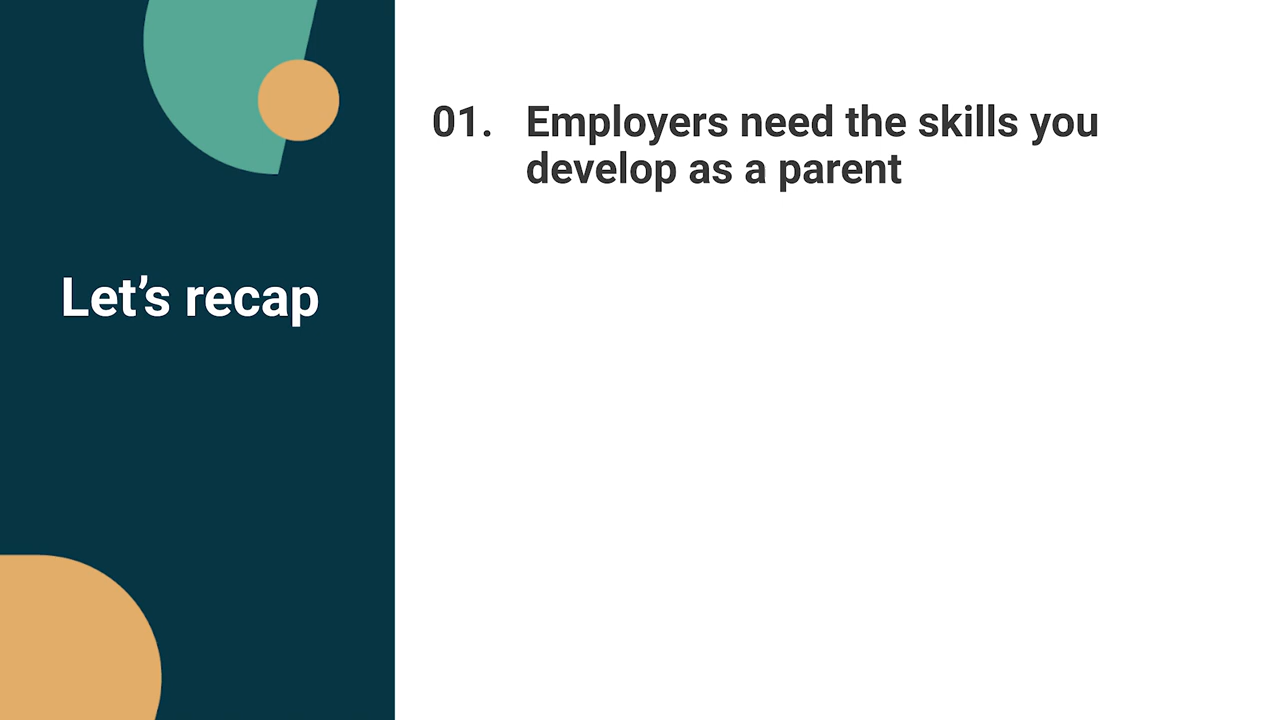 Let’s recap
01. Employers need the skills you
develop as a parent